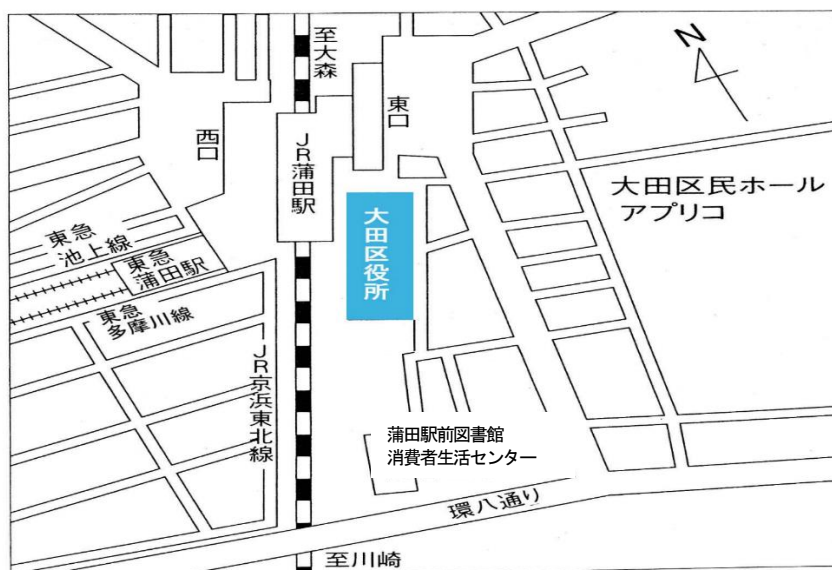 至大森
N
東口
西口
JR蒲田駅
大田区民ホール
アプリコ
大田区役所
東急
池上線
東急
蒲田駅
東急
多摩川線
JR京浜東北線
蒲田駅前図書館
消費者生活センター
環八通り
至川崎